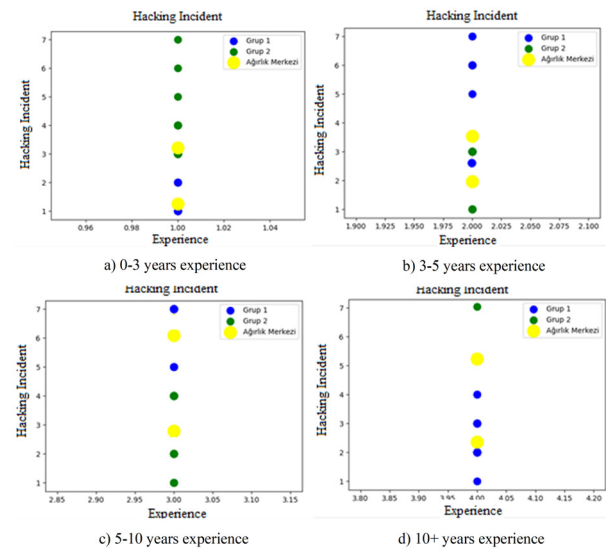 Hacking Incident
Hacking Incident
7
6
5
4
3
2
1
0.96 0.98 1.00 1.02 1.04
Experience
Grup 1
Grup 2
Ağırlık Merkezi
a) 0-3 years experience
Hacking Incident
Hacking Incident
7
6
5
4
3
2
1
1.900 1.925 1.950 1.975 2.000 2.025 2.050 2.075 2.100
Experience
Grup 1
Grup 2
Ağırlık Merkezi
b) 3-5 years experience
Hacking Incident
Hacking Incident
7
6
5
4
3
2
1
2.85 2.90 2.95 3.00 3.05 3.10 3.15
Experience
Grup 1
Grup 2
Ağırlık Merkezi
c) 5-10 years experience
Hacking Incident
Hacking Incident
7
6
5
4
3
2
1
3.80 3.85 3.90 3.95 4.00 4.05 4.10 4.15 4.20
Experience
Grup 1
Grup 2
Ağırlık Merkezi
d) 10+ years experience